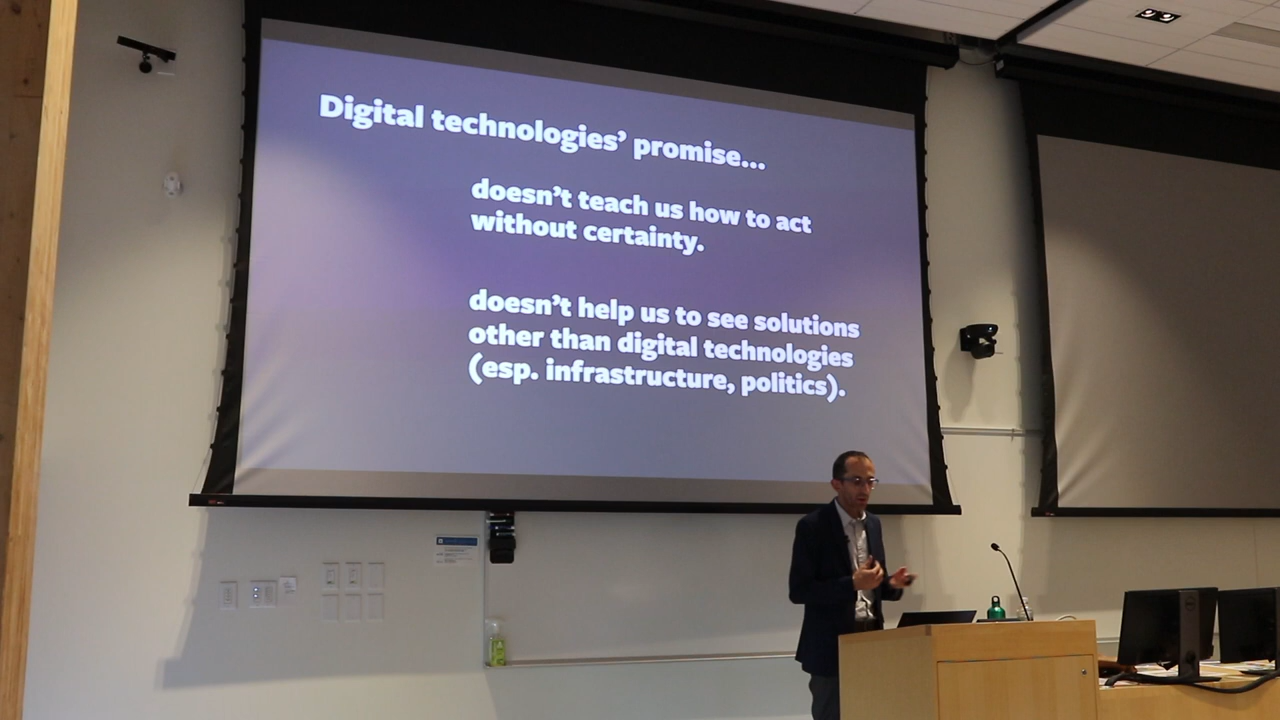 Digital technologies’ promise...
doesn’t teach us how to act
without certainty.
doesn’t help us to see solutions
other than digital technologies
(esp. infrastructure, politics).